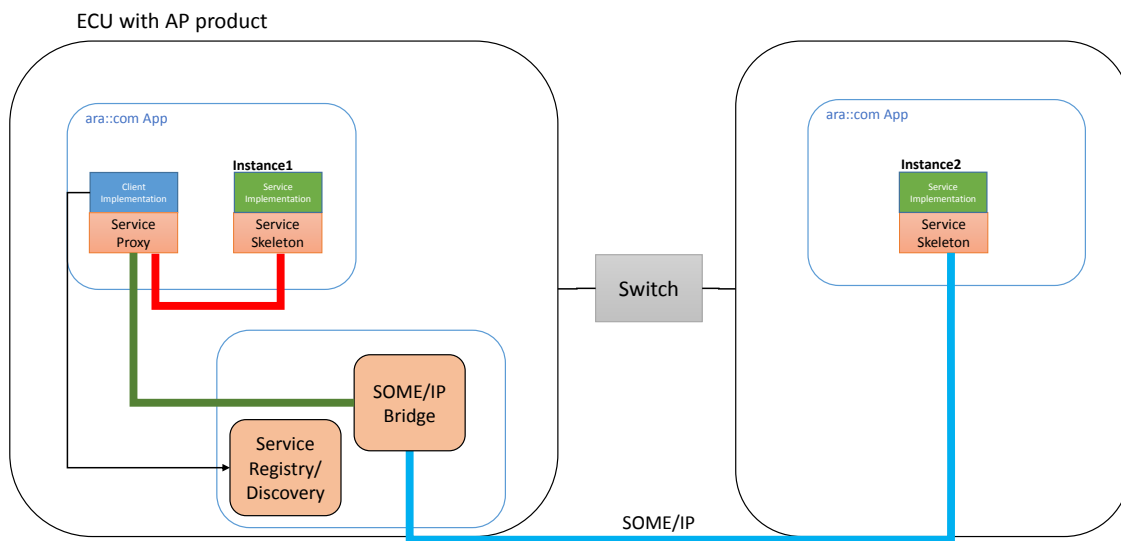 ECU with AP product
ara::com App
Client
Implementation
Service
Proxy
Instance1
Service
Implementation
Service
Skeleton
SOME/IP
Bridge
Service
Registry/
Discovery
Switch
ara::com App
Instance2
Service
Implementation
Service
Skeleton
SOME/IP